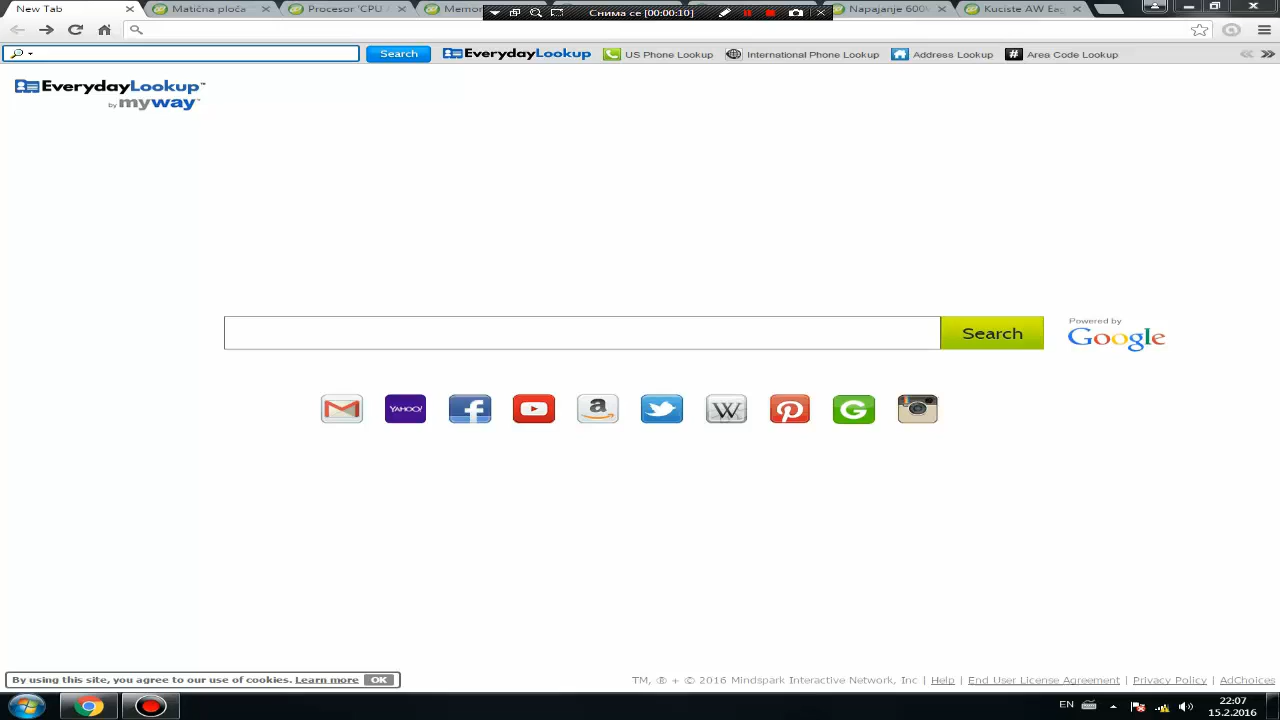 New Tab
Matična ploča
Procesor 'CPU
Memor
Снима се [00:00:10]
Napajanje 600
Kuciste AW Eag
Search
EverydayLookup
US Phone Lookup
International Phone Lookup
Address Lookup
# Area Code Lookup
EverydayLookup™
by myway™
Search
Powered by
Google
YAHOO!
f
a
W
G
By using this site, you agree to our use of cookies. Learn more OK
TM, ® + © 2016 Mindspark Interactive Network, Inc | Help | End User License Agreement | Privacy Policy | AdChoices
EN
22:07
15.2.2016